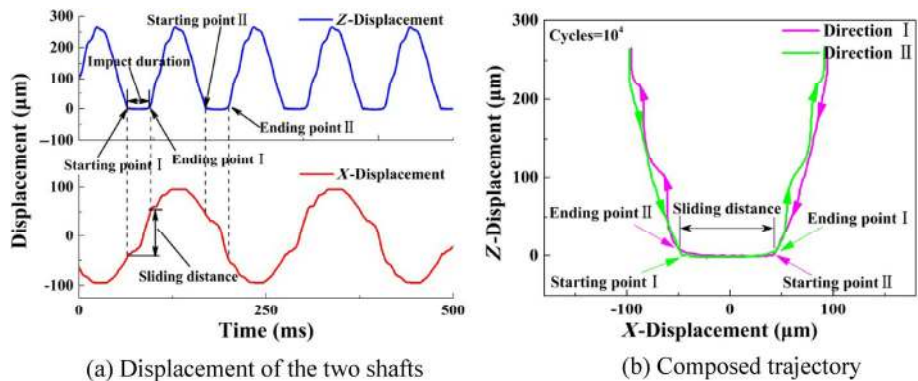 Starting point II
Z-Displacement
300
200
100
0
−100
Impact duration
Ending point II
Starting point I
Ending point I
X-Displacement
100
0
-100
Sliding distance
Displacement (μm)
0
250
500
Time (ms)
(a) Displacement of the two shafts
Cycles=10⁴
Direction I
Direction II
300
200
100
0
Z-Displacement (μm)
Ending point II
Sliding distance
Ending point I
Starting point I
Starting point II
-100
-50
0
50
100
X-Displacement (μm)
(b) Composed trajectory